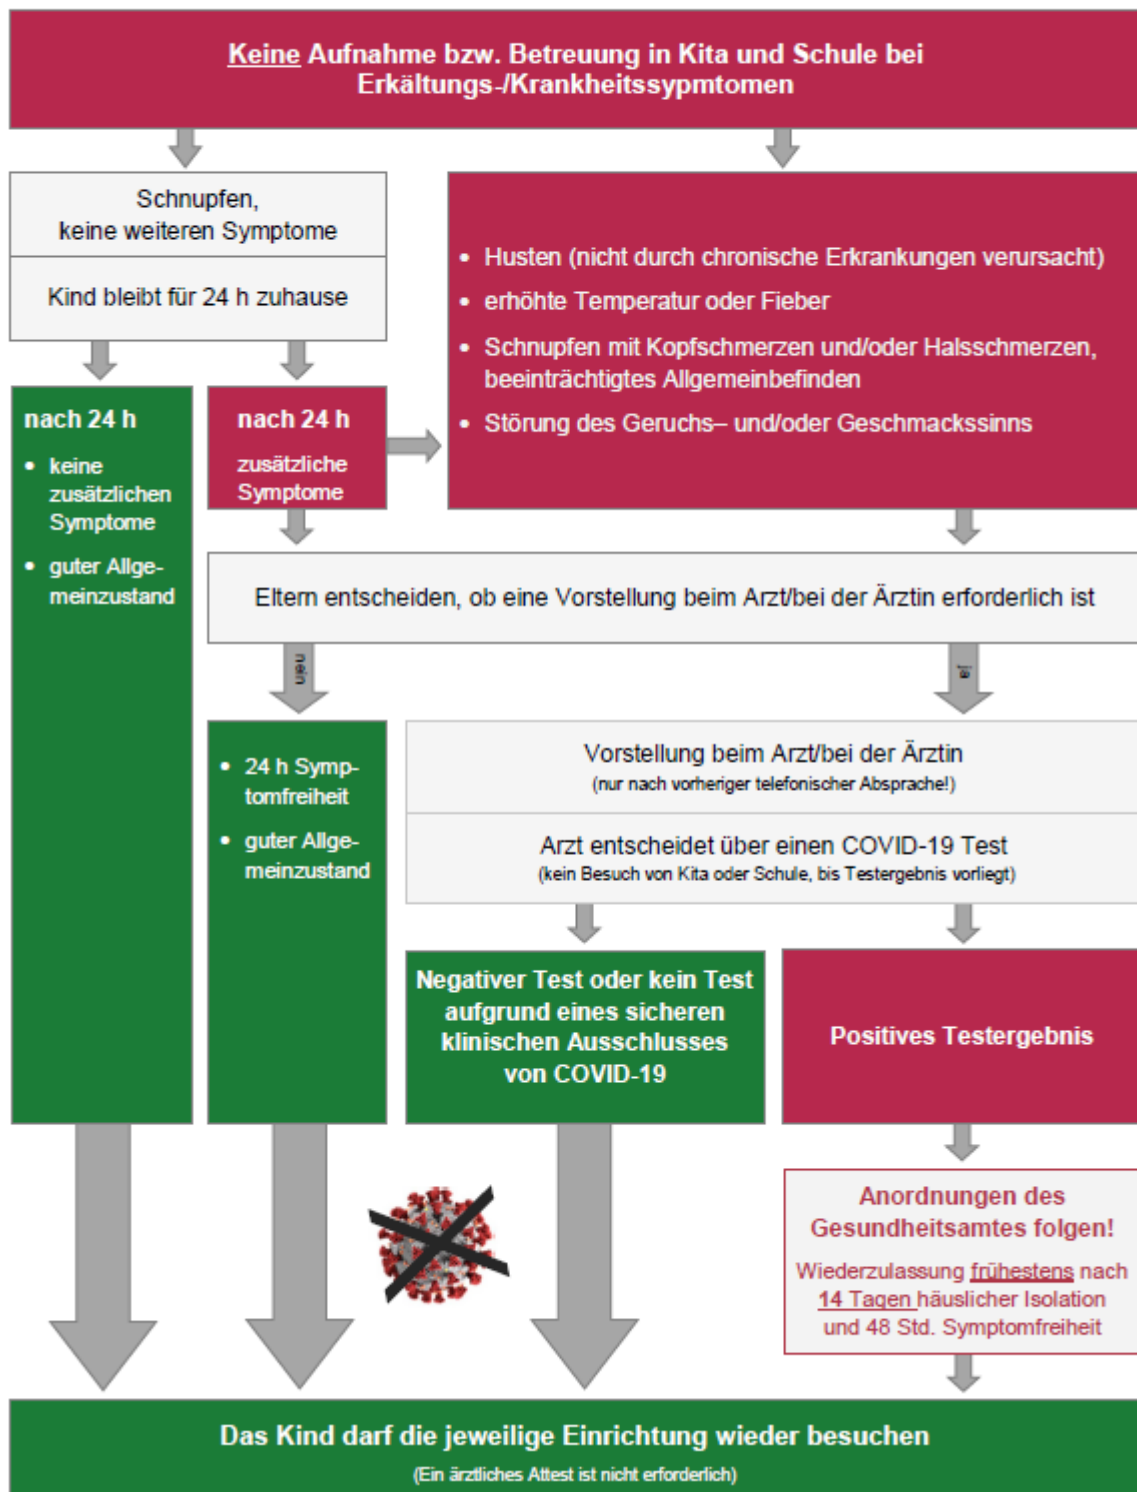 Keine Aufnahme bzw. Betreuung in Kita und Schule bei
Erkältungs-/Krankheitssypmtomen
Schnupfen,
keine weiteren Symptome
Kind bleibt für 24 h zuhause
• Husten (nicht durch chronische Erkrankungen verursacht)
• erhöhte Temperatur oder Fieber
• Schnupfen mit Kopfschmerzen und/oder Halsschmerzen,
beeinträchtigtes Allgemeinbefinden
• Störung des Geruchs– und/oder Geschmackssinns
nach 24 h
• keine
zusätzlichen
Symptome
• guter Allge-
meinzustand
nach 24 h
zusätzliche
Symptome
Eltern entscheiden, ob eine Vorstellung beim Arzt/bei der Ärztin erforderlich ist
nein
ja
• 24 h Symp-
tomfreiheit
• guter Allge-
meinzustand
Vorstellung beim Arzt/bei der Ärztin
(nur nach vorheriger telefonischer Absprache!)
Arzt entscheidet über einen COVID-19 Test
(kein Besuch von Kita oder Schule, bis Testergebnis vorliegt)
Negativer Test oder kein Test
aufgrund eines sicheren
klinischen Ausschlusses
von COVID-19
Positives Testergebnis
Anordnungen des
Gesundheitsamtes folgen!
Wiederzulassung frühestens nach
14 Tagen häuslicher Isolation
und 48 Std. Symptomfreiheit
Das Kind darf die jeweilige Einrichtung wieder besuchen
(Ein ärztliches Attest ist nicht erforderlich)